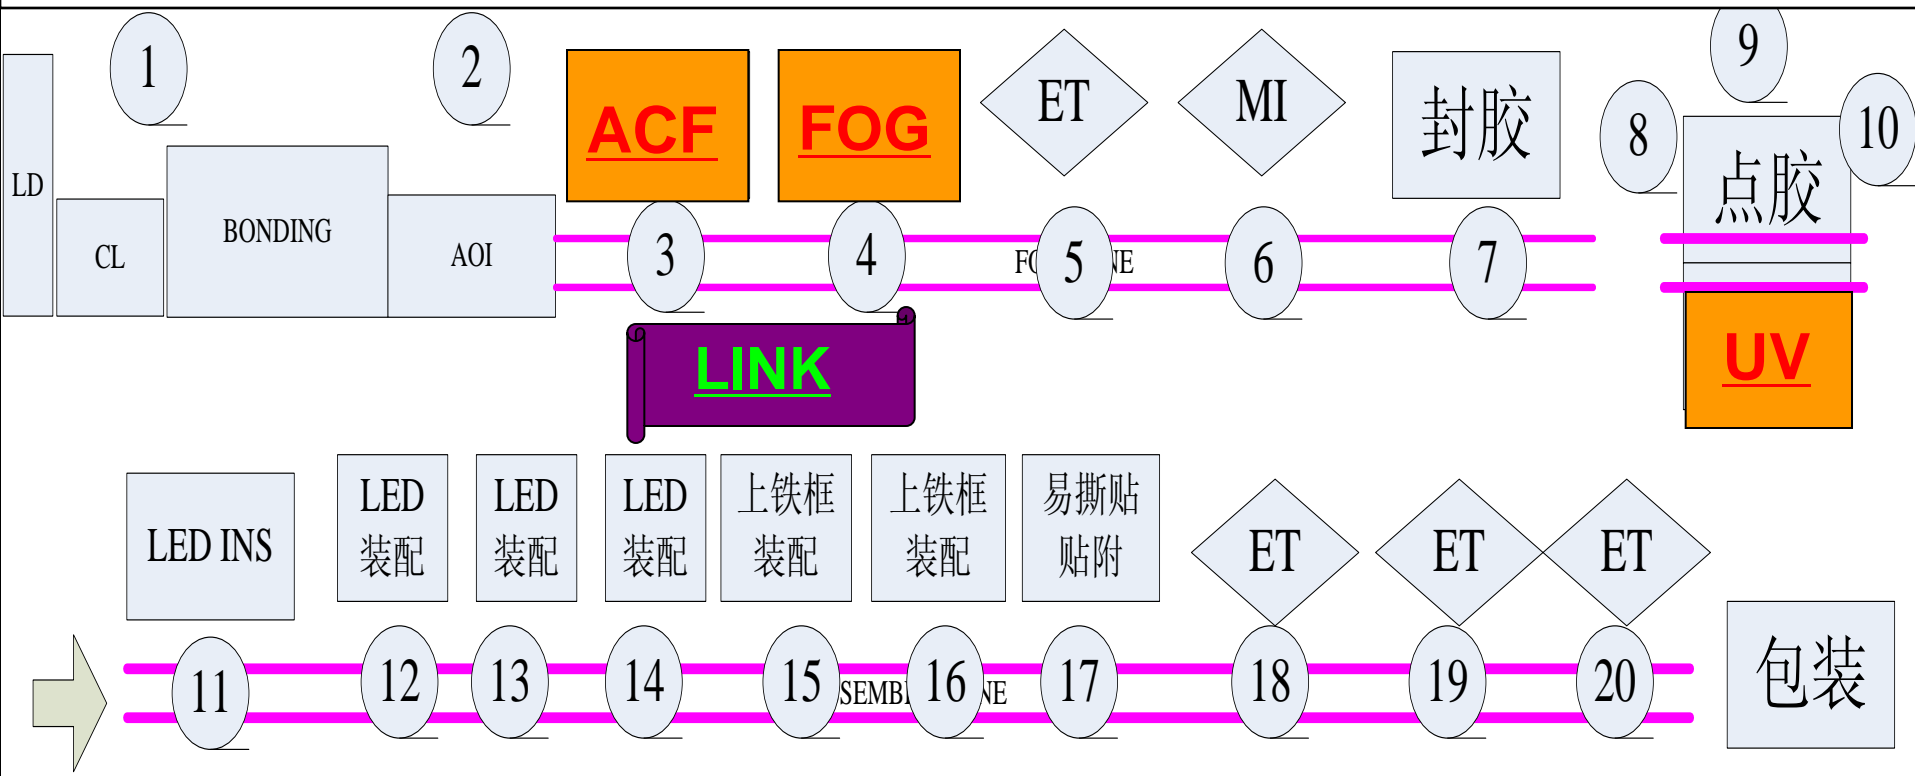 1
2
9
LD
CL
BONDING
AOI
ACF
FOG
ET
MI
封胶
8
点胶
10
3
4
5
6
7
LINK
UV
LED INS
LED
装配
LED
装配
LED
装配
上铁框
装配
上铁框
装配
易撕贴
贴附
ET
ET
ET
包装
11
12
13
14
15
16
17
18
19
20